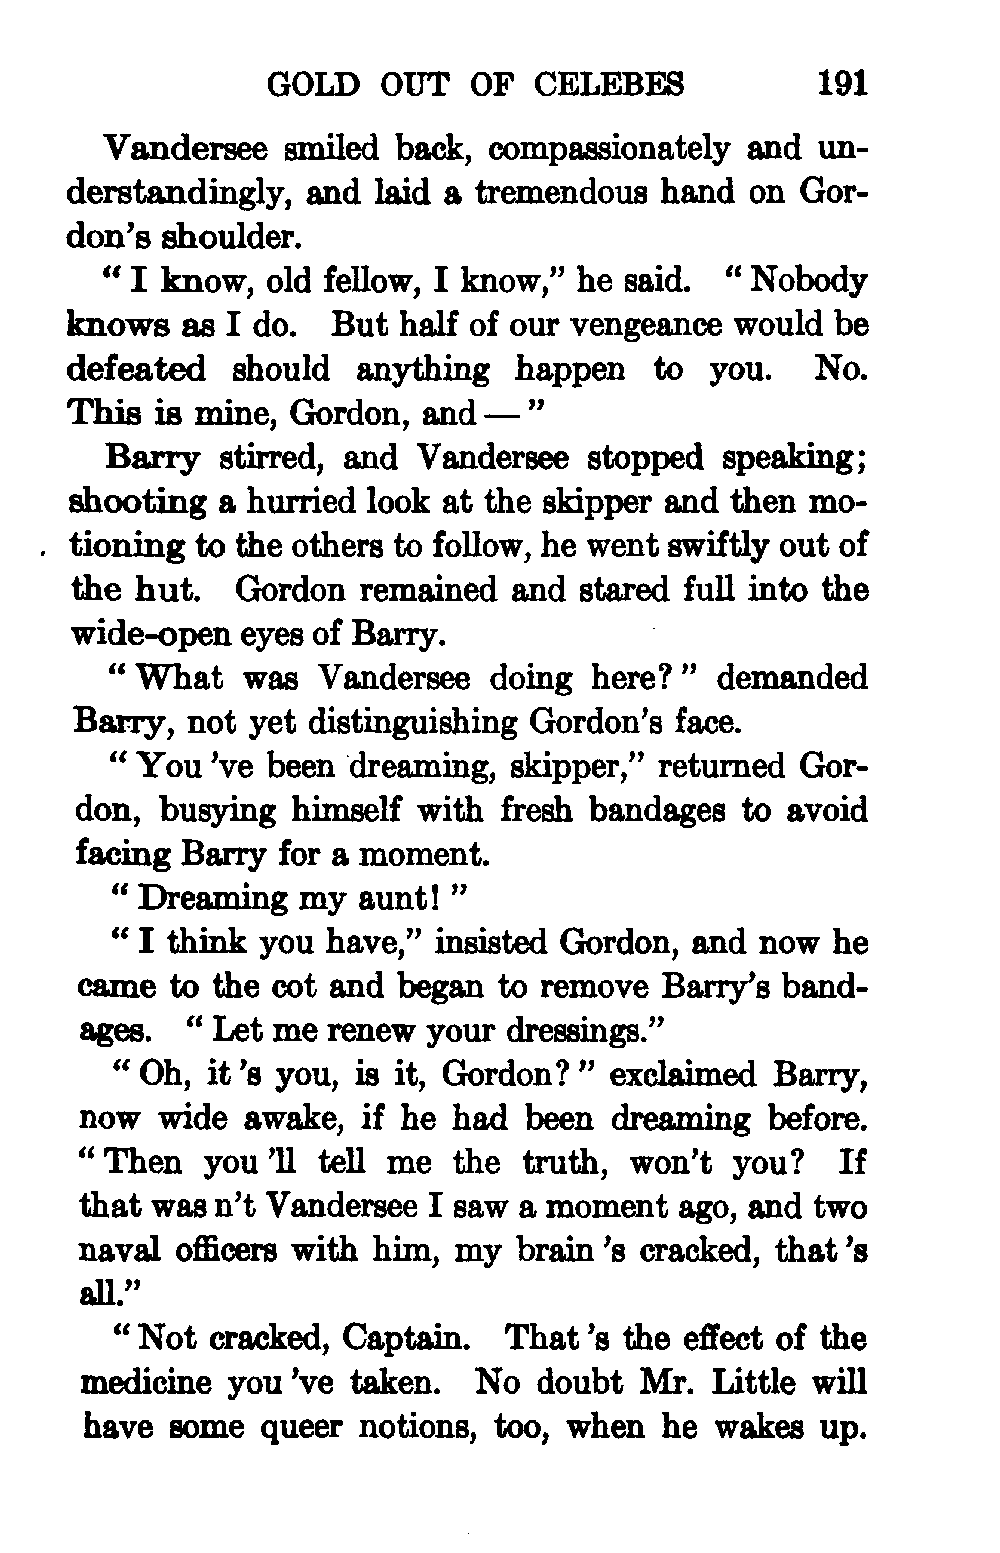 GOLD OUT OF CELEBES 191
Vandersee smiled back, compassionately and un-
derstandingly, and laid a tremendous hand on Gor-
don's shoulder.
“ I know, old fellow, I know,” he said. “ Nobody
knows as I do. But half of our vengeance would be
defeated should anything happen to you. No.
This is mine, Gordon, and — ”
Barry stirred, and Vandersee stopped speaking;
shooting a hurried look at the skipper and then mo-
tioning to the others to follow, he went swiftly out of
the hut. Gordon remained and stared full into the
wide-open eyes of Barry.
“ What was Vandersee doing here? ” demanded
Barry, not yet distinguishing Gordon's face.
“ You 've been dreaming, skipper,” returned Gor-
don, busying himself with fresh bandages to avoid
facing Barry for a moment.
“ Dreaming my aunt! ”
“ I think you have,” insisted Gordon, and now he
came to the cot and began to remove Barry's band-
ages. “ Let me renew your dressings.”
“ Oh, it 's you, is it, Gordon? ” exclaimed Barry,
now wide awake, if he had been dreaming before.
“ Then you 'll tell me the truth, won't you? If
that was n't Vandersee I saw a moment ago, and two
naval officers with him, my brain 's cracked, that 's
all.”
“ Not cracked, Captain. That 's the effect of the
medicine you 've taken. No doubt Mr. Little will
have some queer notions, too, when he wakes up.